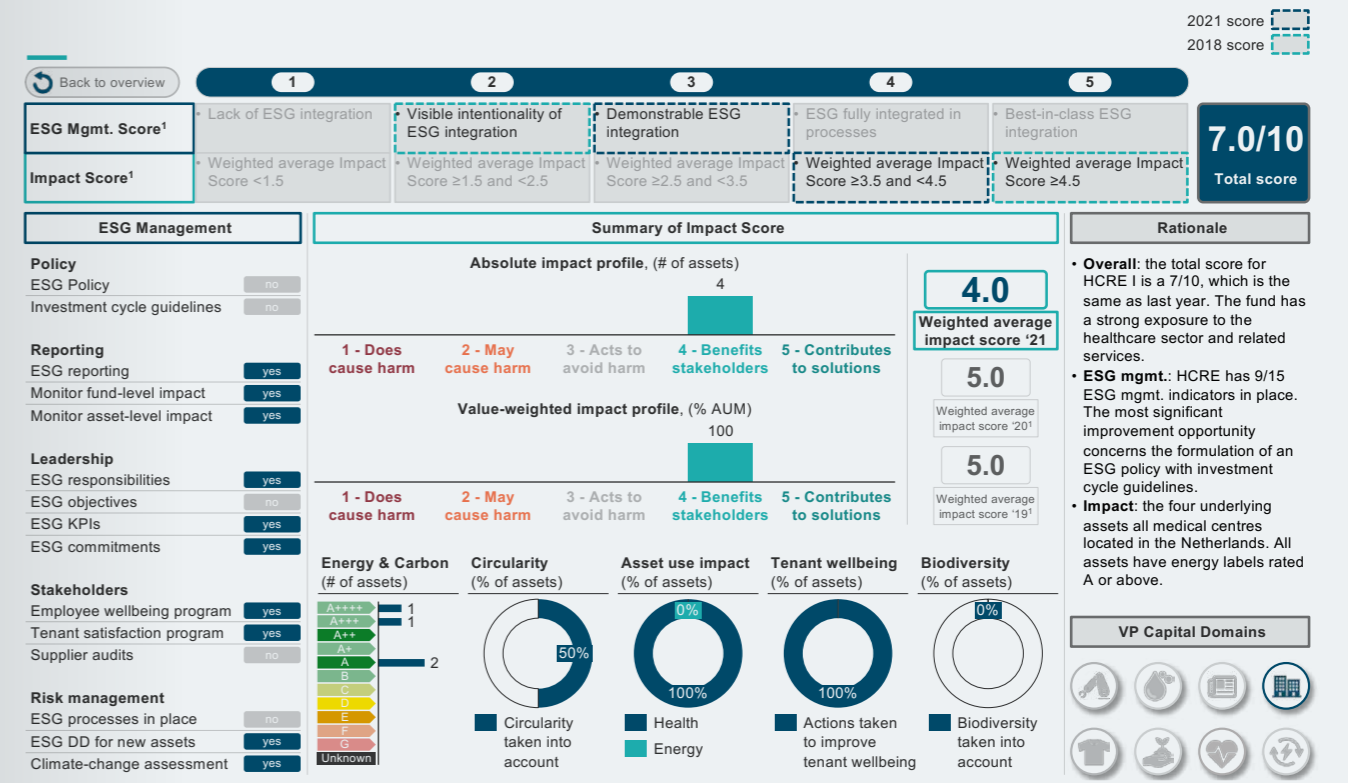 2021 score
2018 score
Back to overview
1
2
3
4
5
ESG Mgmt. Score¹
• Lack of ESG integration
• Visible intentionality of
ESG integration
• Demonstrable ESG
integration
• ESG fully integrated in
processes
• Best-in-class ESG
integration
Impact Score¹
• Weighted average Impact
Score <1.5
• Weighted average Impact
Score ≥1.5 and <2.5
• Weighted average Impact
Score ≥2.5 and <3.5
• Weighted average Impact
Score ≥3.5 and <4.5
• Weighted average Impact
Score ≥4.5
7.0/10
Total score
ESG Management
Policy
ESG Policy no
Investment cycle guidelines no
Reporting
ESG reporting yes
Monitor fund-level impact yes
Monitor asset-level impact yes
Leadership
ESG responsibilities yes
ESG objectives no
ESG KPIs yes
ESG commitments yes
Stakeholders
Employee wellbeing program yes
Tenant satisfaction program yes
Supplier audits no
Risk management
ESG processes in place no
ESG DD for new assets yes
Climate-change assessment yes
Summary of Impact Score
Absolute impact profile, (# of assets)
4
1 - Does
cause harm
2 - May
cause harm
3 - Acts to
avoid harm
4 - Benefits
stakeholders
5 - Contributes
to solutions
Value-weighted impact profile, (% AUM)
100
1 - Does
cause harm
2 - May
cause harm
3 - Acts to
avoid harm
4 - Benefits
stakeholders
5 - Contributes
to solutions
4.0
Weighted average
impact score ‘21
5.0
Weighted average
impact score ‘20¹
5.0
Weighted average
impact score ‘19¹
Energy & Carbon
(# of assets)
A++++ 1
A+++ 1
A++
A+
A 2
B
C
D
E
F
G
Unknown
Circularity
(% of assets)
50%
Circularity
taken into
account
Asset use impact
(% of assets)
0%
100%
Health
Energy
Tenant wellbeing
(% of assets)
100%
Actions taken
to improve
tenant wellbeing
Biodiversity
(% of assets)
0%
Biodiversity
taken into
account
Rationale
• Overall: the total score for
HCRE I is a 7/10, which is the
same as last year. The fund has
a strong exposure to the
healthcare sector and related
services.
• ESG mgmt.: HCRE has 9/15
ESG mgmt. indicators in place.
The most significant
improvement opportunity
concerns the formulation of an
ESG policy with investment
cycle guidelines.
• Impact: the four underlying
assets all medical centres
located in the Netherlands. All
assets have energy labels rated
A or above.
VP Capital Domains